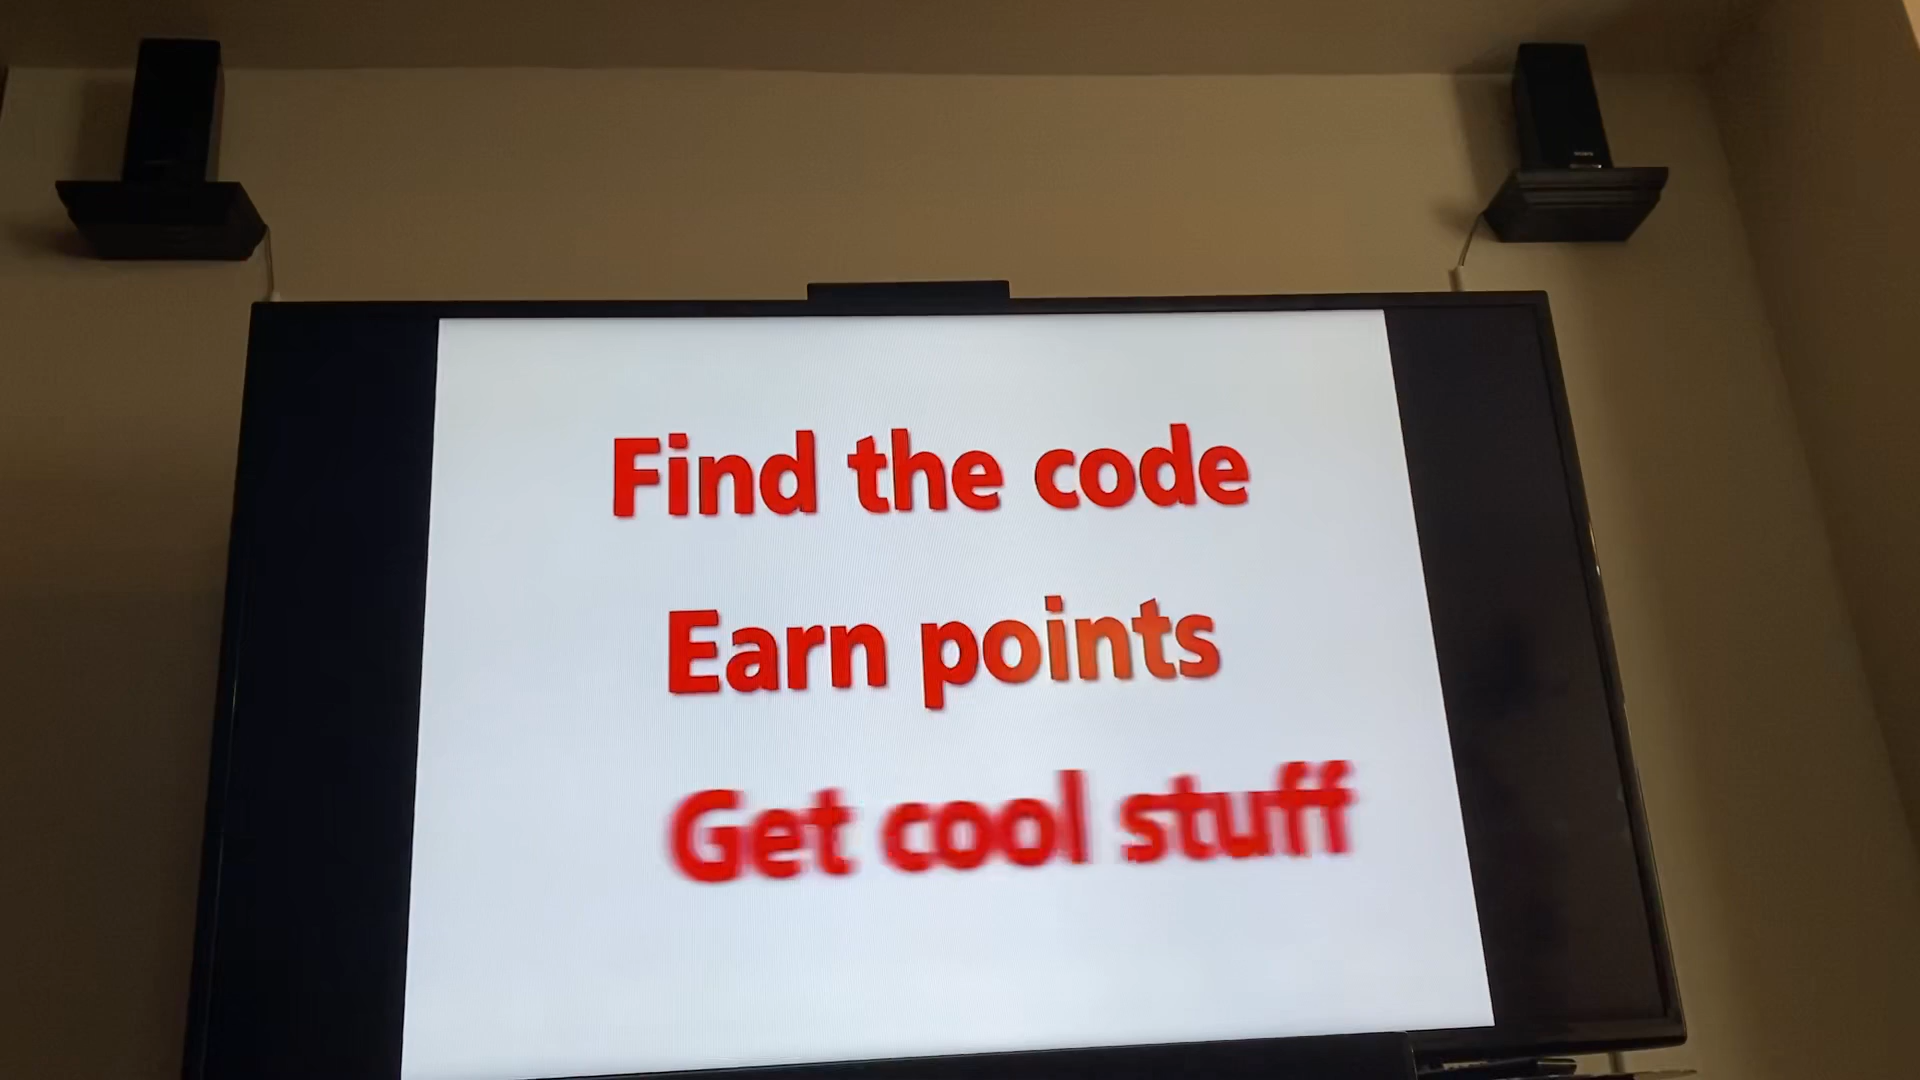 Find the code
Earn points
Get cool stuff